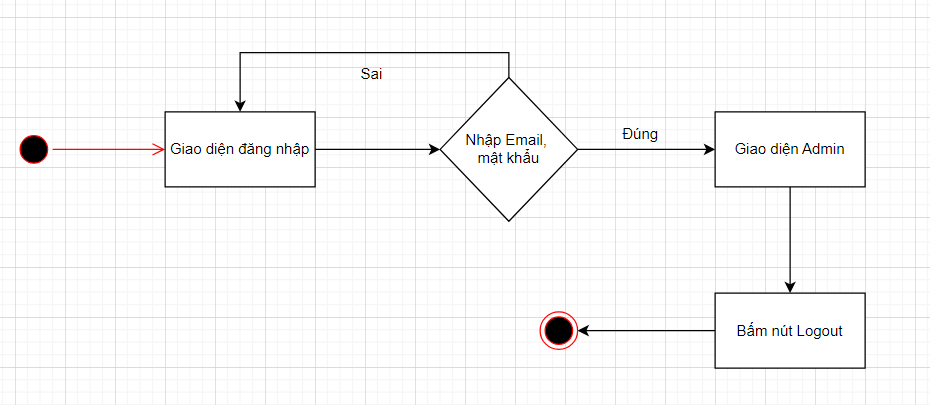 Sai
Giao diện đăng nhập
Nhập Email,
mật khẩu
Đúng
Giao diện Admin
Bấm nút Logout